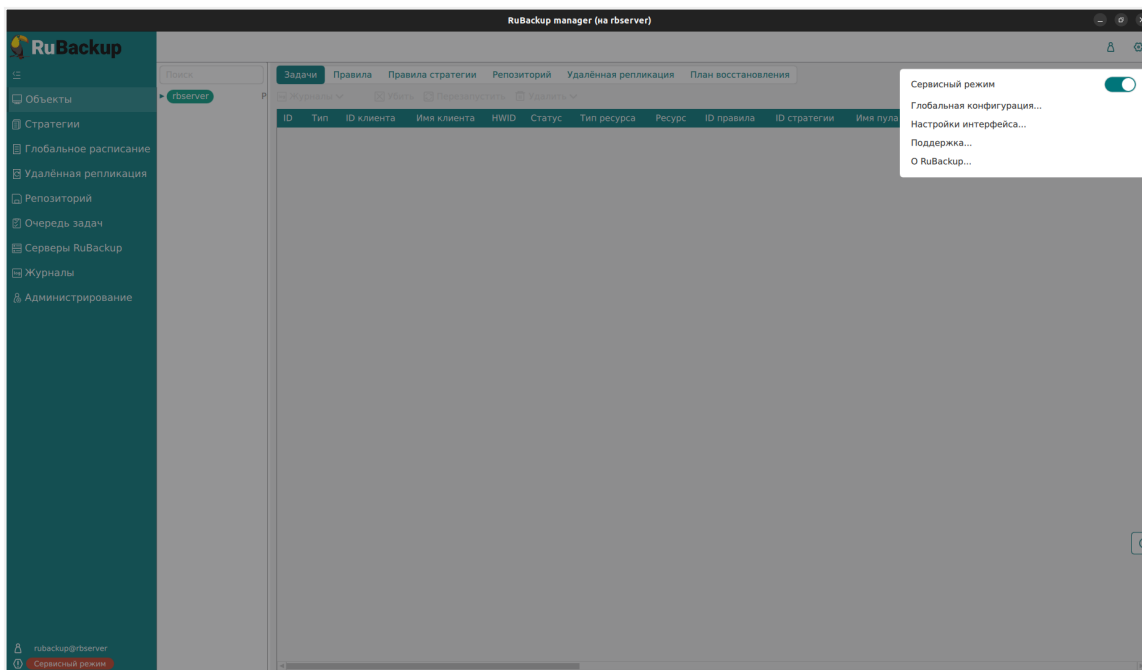 RuBackup manager (на rbserver)
RuBackup
Поиск
Задачи Правила Правила стратегии Репозиторий Удалённая репликация План восстановления
Сервисный режим
Объекты
rbserver
Р
Журналы Убить Перезапустить Удалить
Глобальная конфигурация...
ID Тип ID клиента Имя клиента HWID Статус Тип ресурса Ресурс ID правила ID стратегии Имя пула
Настройки интерфейса...
Стратегии
Поддержка...
Глобальное расписание
О RuBackup...
Удалённая репликация
Репозиторий
Очередь задач
Серверы RuBackup
Журналы
Администрирование
rubackup@rbserver
Сервисный режим